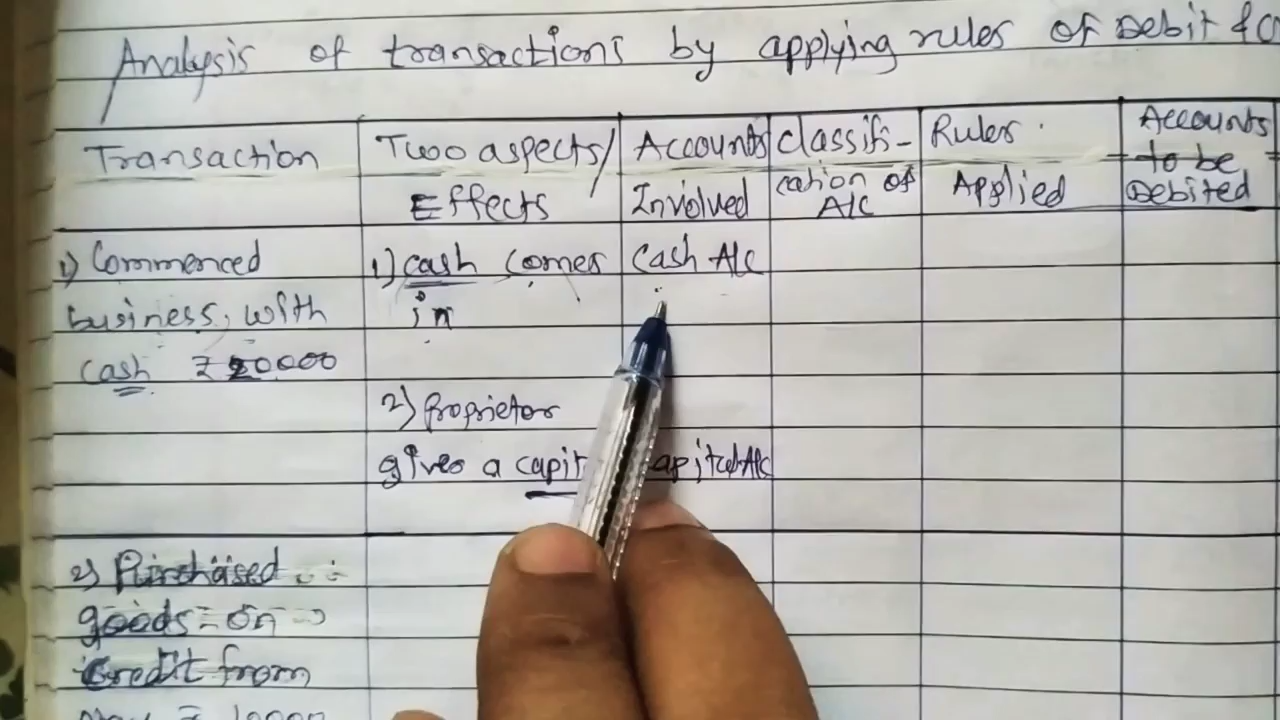 Analysis of transactions by applying rules of Debit &
Transaction
Two aspects/
Effects
Accounts
Involved
Classifi-
cation of
A/c
Rules
Applied
Accounts
to be
Debited
1) Commenced
business, with
cash ₹20000
1) cash comes
in
2) Proprietor
gives a capit
Cash A/c
apital A/c
2) Purchased
goods on
Credit from